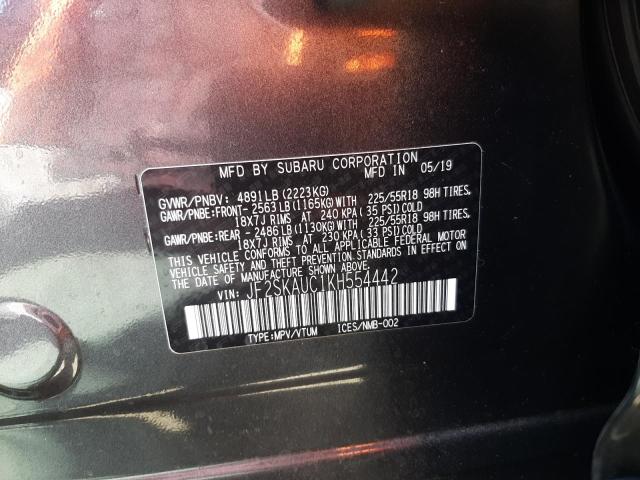 MFD BY SUBARU CORPORATION
MFD IN 05/19
GVWR/PNBV: 4891LB (2223KG)
GAWR/PNBE:FRONT-2563LB(1165KG)WITH 225/55R18 98H TIRES,
18X7J RIMS AT 240 KPA (35 PSI)COLD
GAWR/PNBE:REAR -2486LB(1130KG)WITH 225/55R18 98H TIRES,
18X7J RIMS AT 230 KPA (33 PSI)COLD
THIS VEHICLE CONFORMS TO ALL APPLICABLE FEDERAL MOTOR
VEHICLE SAFETY AND THEFT PREVENTION STANDARDS IN EFFECT ON
THE DATE OF MANUFACTURE SHOWN ABOVE.
VIN: JF2SKAUC1KH554442
TYPE:MPV/VTUM ICES/NMB-002